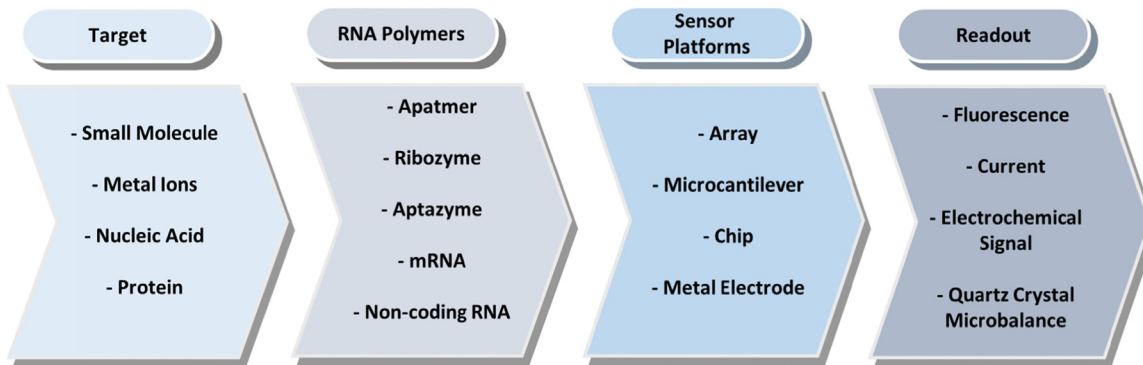 Target
- Small Molecule
- Metal Ions
- Nucleic Acid
- Protein
RNA Polymers
- Apatmer
- Ribozyme
- Aptazyme
- mRNA
- Non-coding RNA
Sensor
Platforms
- Array
- Microcantilever
- Chip
- Metal Electrode
Readout
- Fluorescence
- Current
- Electrochemical
Signal
- Quartz Crystal
Microbalance